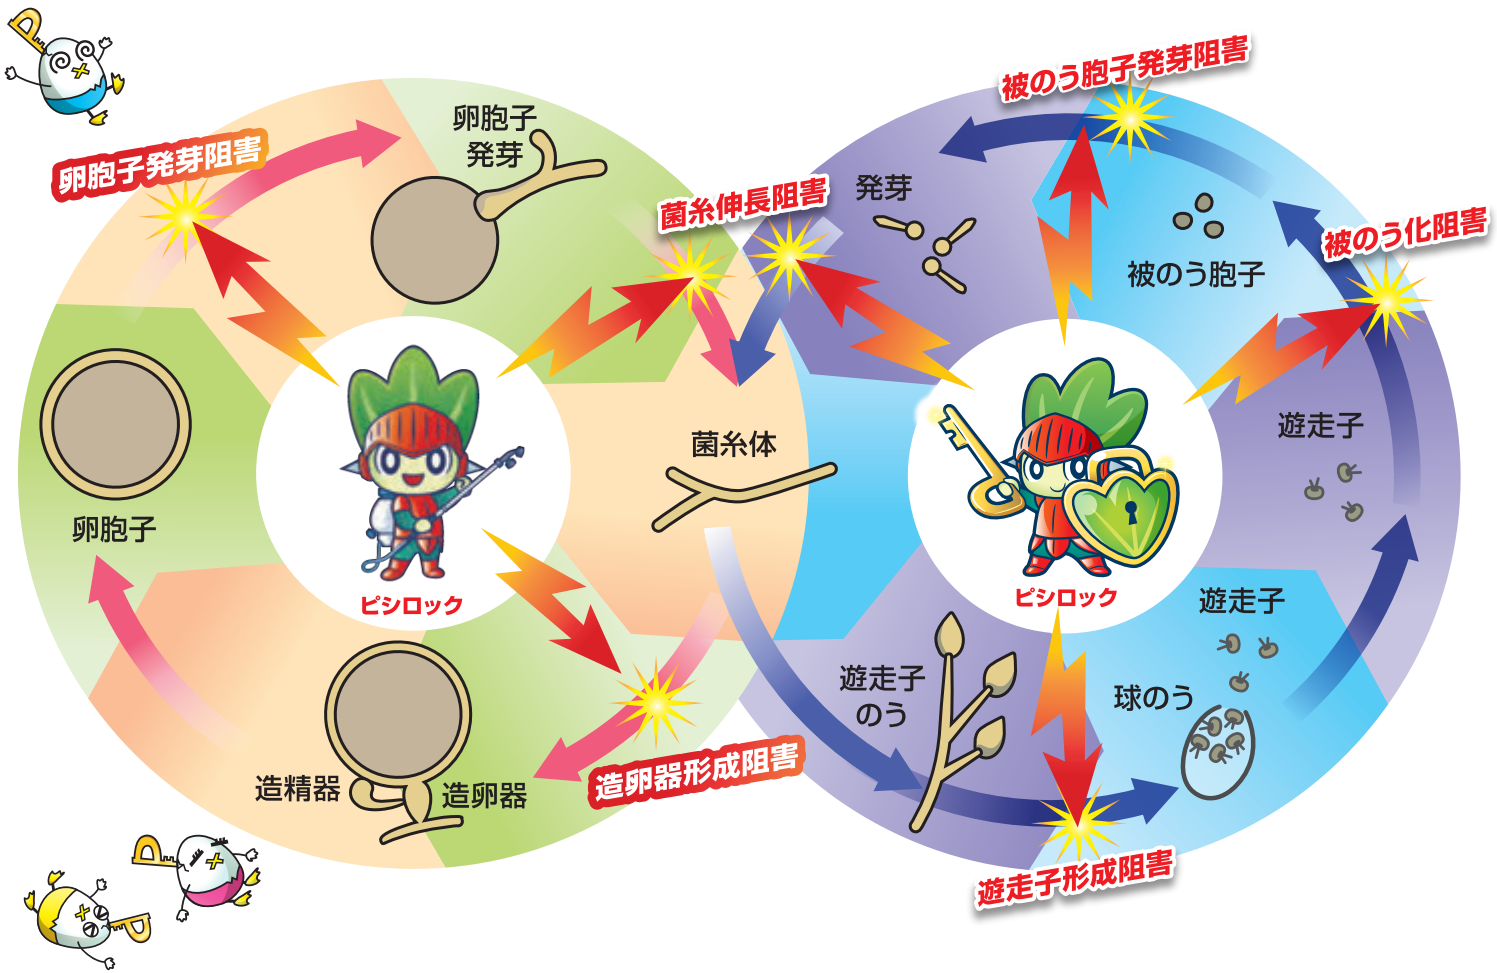 被のう胞子発芽阻害
卵胞子
発芽
卵胞子発芽阻害
菌糸伸長阻害
発芽
被のう化阻害
被のう胞子
遊走子
菌糸体
卵胞子
ピシロック
ピシロック
遊走子
遊走子
のう
球のう
造精器
造卵器
造卵器形成阻害
遊走子形成阻害